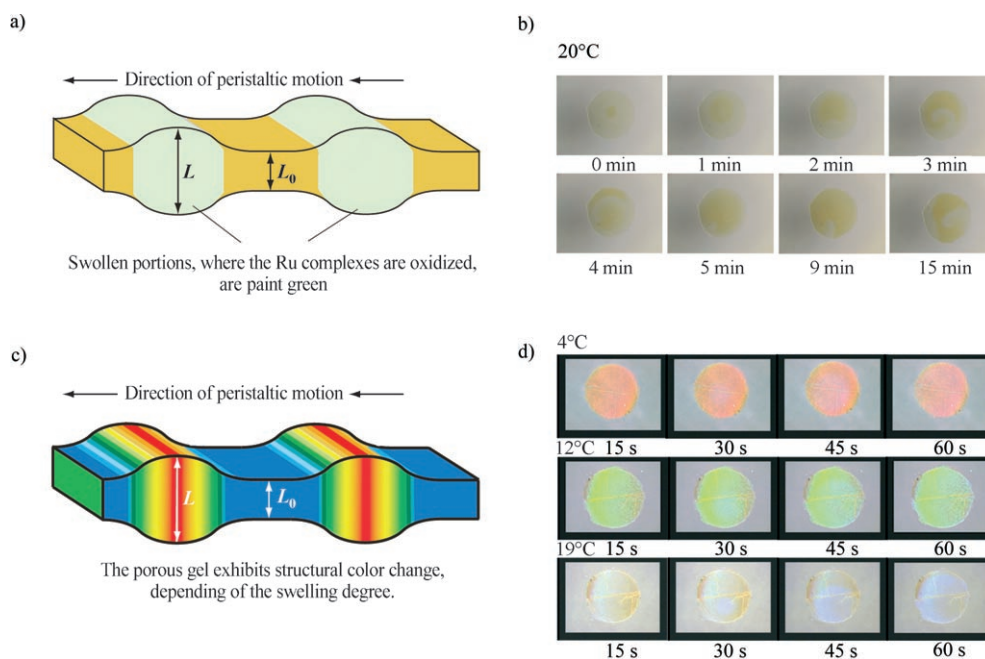 a)
Direction of peristaltic motion
L
L₀
Swollen portions, where the Ru complexes are oxidized,
are paint green
b)
20°C
0 min 1 min 2 min 3 min
4 min 5 min 9 min 15 min
c)
Direction of peristaltic motion
L
L₀
The porous gel exhibits structural color change,
depending of the swelling degree.
d)
4°C
15 s 30 s 45 s 60 s
12°C
15 s 30 s 45 s 60 s
19°C
15 s 30 s 45 s 60 s